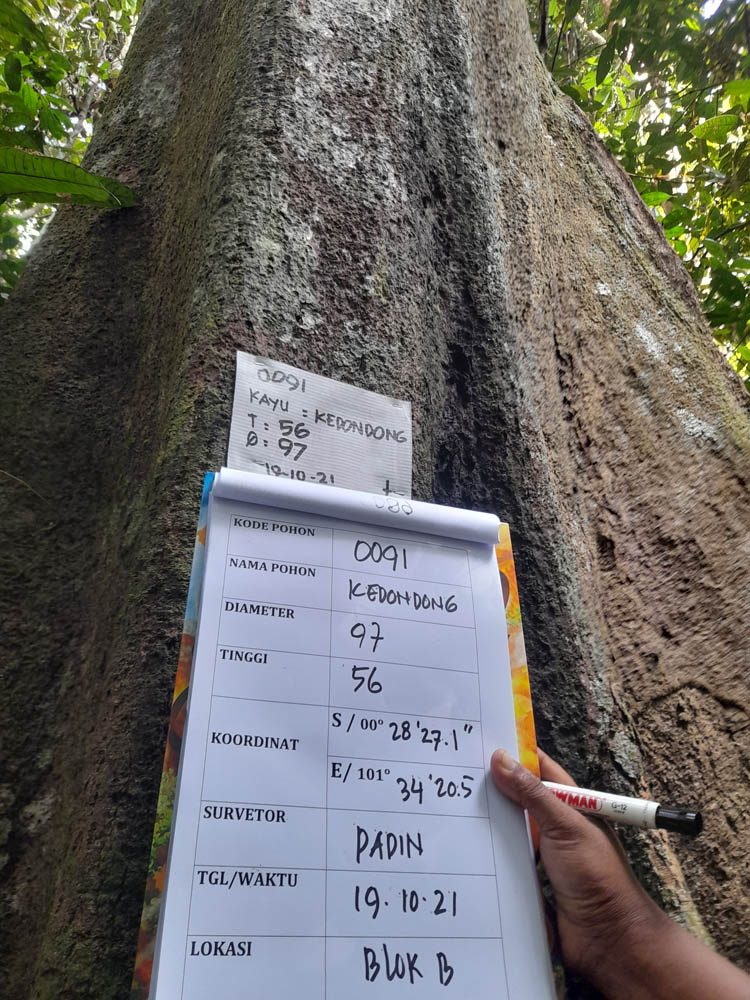 0091
KAYU : KEDONDONG
T : 56
Ø : 97
19-10-21
KODE POHON 0091
NAMA POHON KEDONDONG
DIAMETER 97
TINGGI 56
KOORDINAT S / 00° 28'27.1"
E/ 101° 34'20.5
SURVETOR PADIN
TGL/WAKTU 19.10.21
LOKASI BLOK B
OWMAN G-12